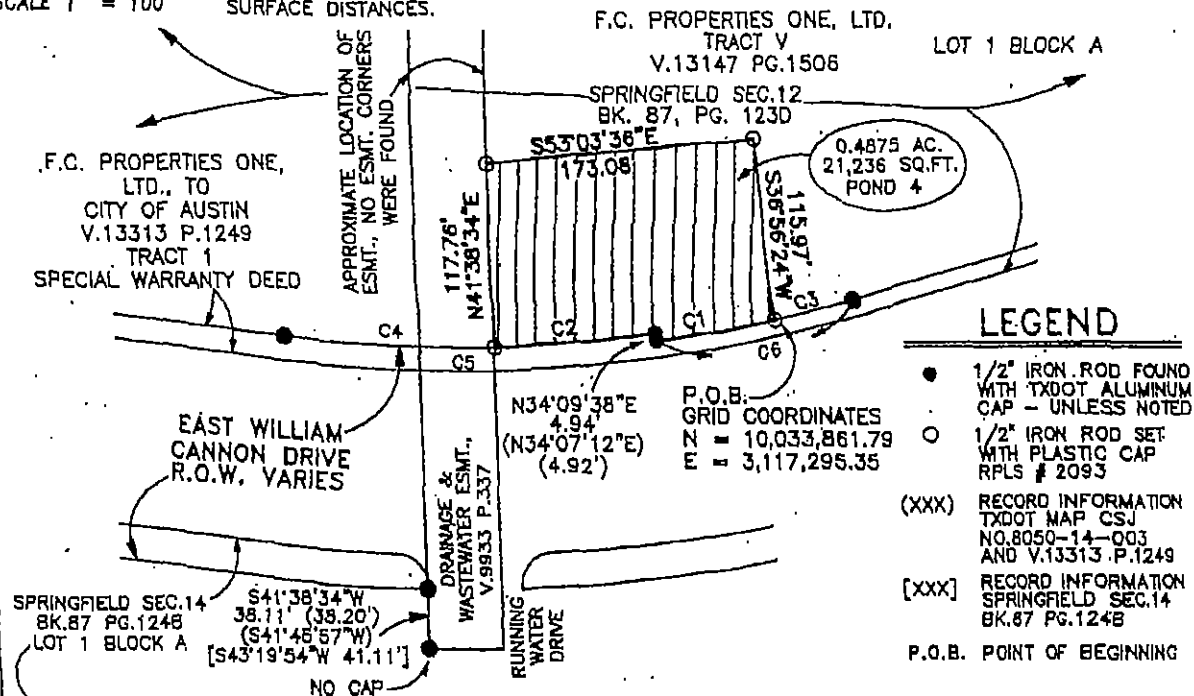 SCALE 1" = 100'
SURFACE DISTANCES.
F.C. PROPERTIES ONE, LTD.
TRACT V
V.13147 PG.1506
LOT 1 BLOCK A
APPROXIMATE LOCATION OF
ESMT., NO ESMT. CORNERS
WERE FOUND
SPRINGFIELD SEC.12
BK. 87, PG. 123D
S53°03'36"E
173.08'
0.4875 AC.
21,236 SQ.FT.
POND 4
F.C. PROPERTIES ONE,
LTD., TO
CITY OF AUSTIN
V.13313 P.1249
TRACT 1
SPECIAL WARRANTY DEED
117.76'
N41°38'34"E
115.97'
S36°56'24"W
C4
C5
C2
C1
C3
C6
EAST WILLIAM
CANNON DRIVE
R.O.W. VARIES
N34°09'38"E
4.94'
(N34°07'12"E)
(4.92')
P.O.B.
GRID COORDINATES
N = 10,033,861.79
E = 3,117,295.35
DRAINAGE &
WASTEWATER ESMT.,
V.9933 P.337
RUNNING
WATER
DRIVE
SPRINGFIELD SEC.14
BK.87 PG.124B
LOT 1 BLOCK A
S41°38'34"W
38.11' (38.20')
(S41°46'57"W)
[S43°19'54"W 41.11']
NO CAP
LEGEND
1/2" IRON ROD FOUND
WITH TXDOT ALUMINUM
CAP - UNLESS NOTED
1/2" IRON ROD SET
WITH PLASTIC CAP
RPLS # 2093
(XXX) RECORD INFORMATION
TXDOT MAP CSJ
NO.8050-14-003
AND V.13313 P.1249
[XXX] RECORD INFORMATION
SPRINGFIELD SEC.14
BK.87 PG.124B
P.O.B. POINT OF BEGINNING